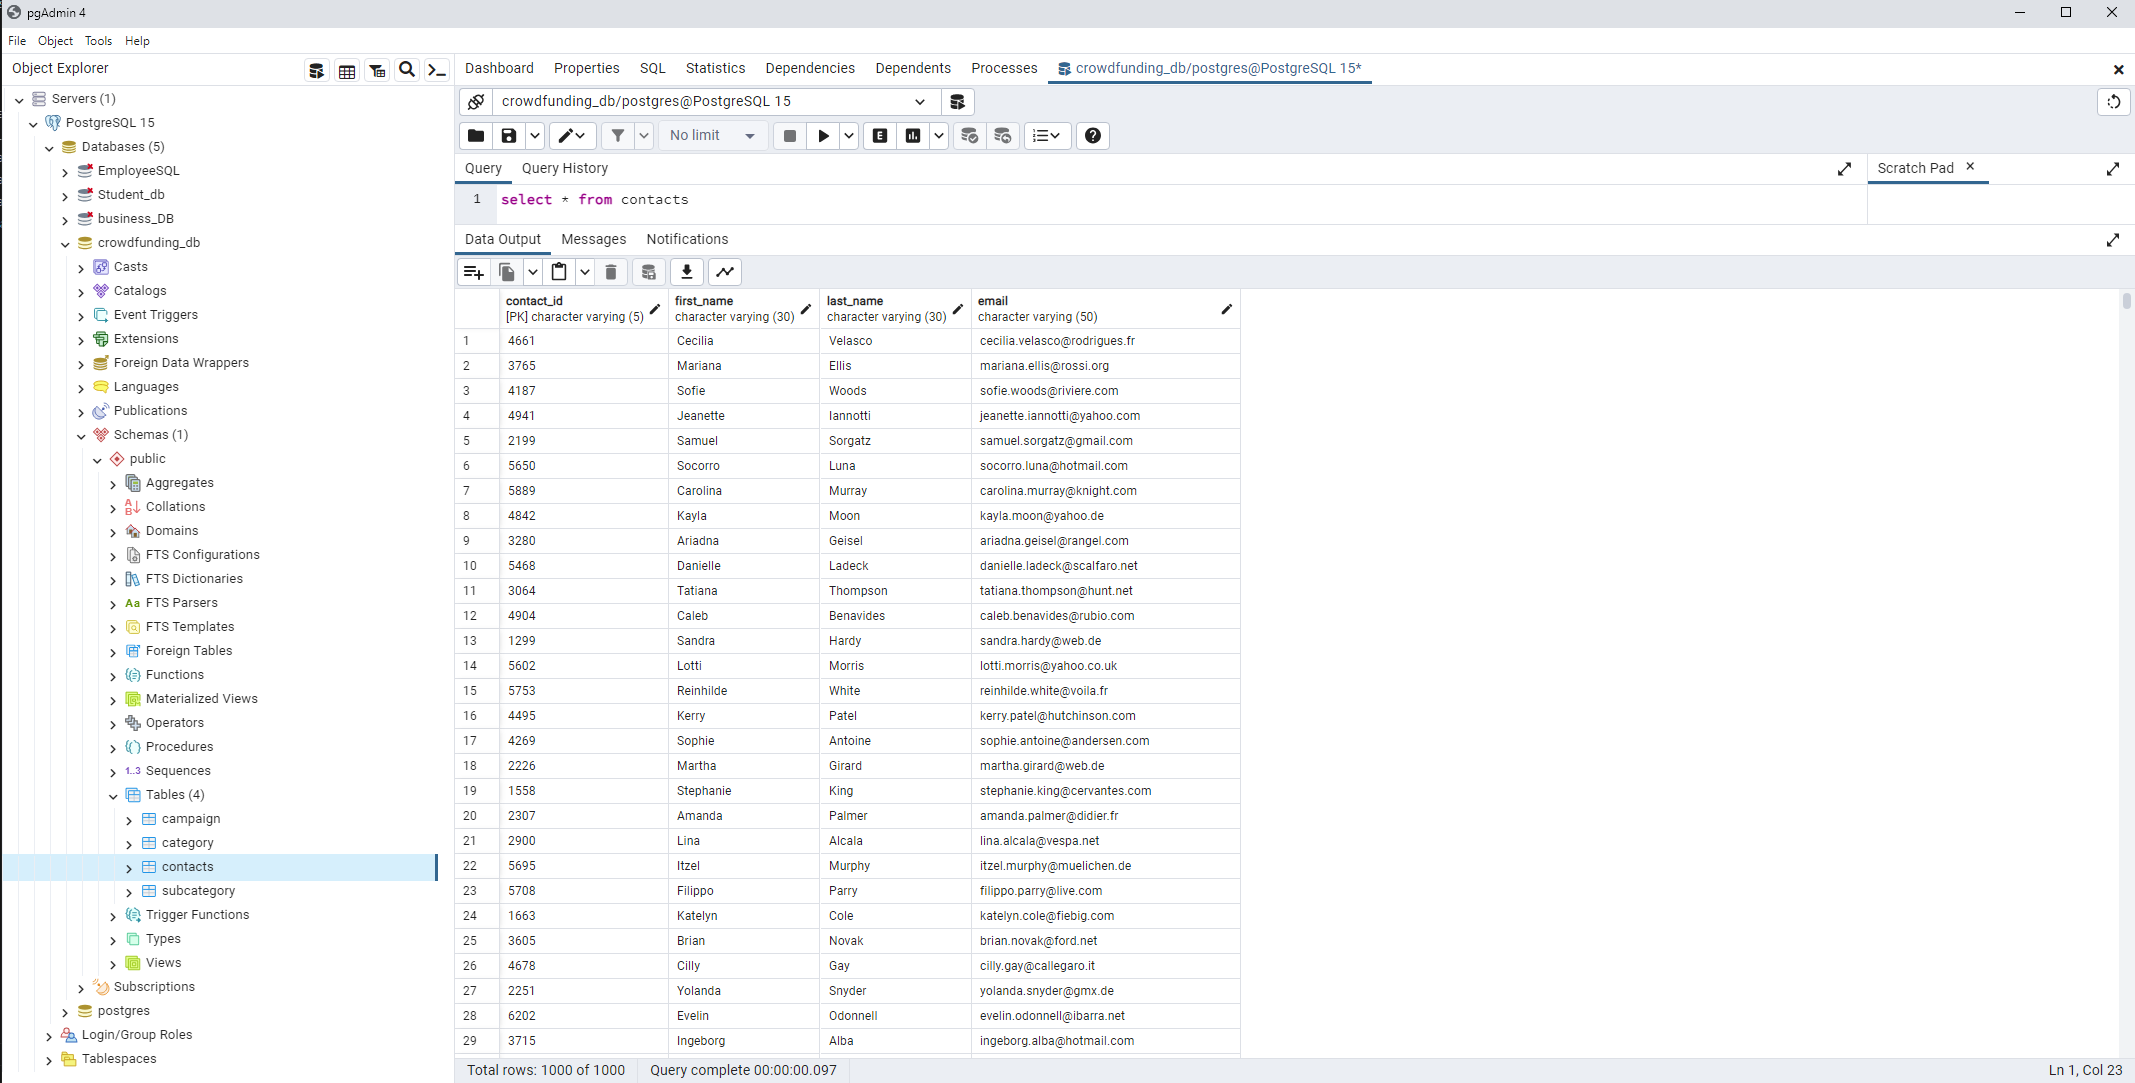 pgAdmin 4
File Object Tools Help
Object Explorer
Servers (1)
PostgreSQL 15
Databases (5)
EmployeeSQL
Student_db
business_DB
crowdfunding_db
Casts
Catalogs
Event Triggers
Extensions
Foreign Data Wrappers
Languages
Publications
Schemas (1)
public
Aggregates
Collations
Domains
FTS Configurations
FTS Dictionaries
Aa FTS Parsers
FTS Templates
Foreign Tables
Functions
Materialized Views
Operators
Procedures
1..3 Sequences
Tables (4)
campaign
category
contacts
subcategory
Trigger Functions
Types
Views
Subscriptions
postgres
Login/Group Roles
Tablespaces
Dashboard Properties SQL Statistics Dependencies Dependents Processes crowdfunding_db/postgres@PostgreSQL 15*
crowdfunding_db/postgres@PostgreSQL 15
No limit E
Query Query History Scratch Pad
1 select * from contacts
Data Output Messages Notifications
contact_id first_name last_name email
[PK] character varying (5) character varying (30) character varying (30) character varying (50)
1 4661 Cecilia Velasco cecilia.velasco@rodrigues.fr
2 3765 Mariana Ellis mariana.ellis@rossi.org
3 4187 Sofie Woods sofie.woods@riviere.com
4 4941 Jeanette Iannotti jeanette.iannotti@yahoo.com
5 2199 Samuel Sorgatz samuel.sorgatz@gmail.com
6 5650 Socorro Luna socorro.luna@hotmail.com
7 5889 Carolina Murray carolina.murray@knight.com
8 4842 Kayla Moon kayla.moon@yahoo.de
9 3280 Ariadna Geisel ariadna.geisel@rangel.com
10 5468 Danielle Ladeck danielle.ladeck@scalfaro.net
11 3064 Tatiana Thompson tatiana.thompson@hunt.net
12 4904 Caleb Benavides caleb.benavides@rubio.com
13 1299 Sandra Hardy sandra.hardy@web.de
14 5602 Lotti Morris lotti.morris@yahoo.co.uk
15 5753 Reinhilde White reinhilde.white@voila.fr
16 4495 Kerry Patel kerry.patel@hutchinson.com
17 4269 Sophie Antoine sophie.antoine@andersen.com
18 2226 Martha Girard martha.girard@web.de
19 1558 Stephanie King stephanie.king@cervantes.com
20 2307 Amanda Palmer amanda.palmer@didier.fr
21 2900 Lina Alcala lina.alcala@vespa.net
22 5695 Itzel Murphy itzel.murphy@muelichen.de
23 5708 Filippo Parry filippo.parry@live.com
24 1663 Katelyn Cole katelyn.cole@fiebig.com
25 3605 Brian Novak brian.novak@ford.net
26 4678 Cilly Gay cilly.gay@callegaro.it
27 2251 Yolanda Snyder yolanda.snyder@gmx.de
28 6202 Evelin Odonnell evelin.odonnell@ibarra.net
29 3715 Ingeborg Alba ingeborg.alba@hotmail.com
Total rows: 1000 of 1000 Query complete 00:00:00.097 Ln 1, Col 23